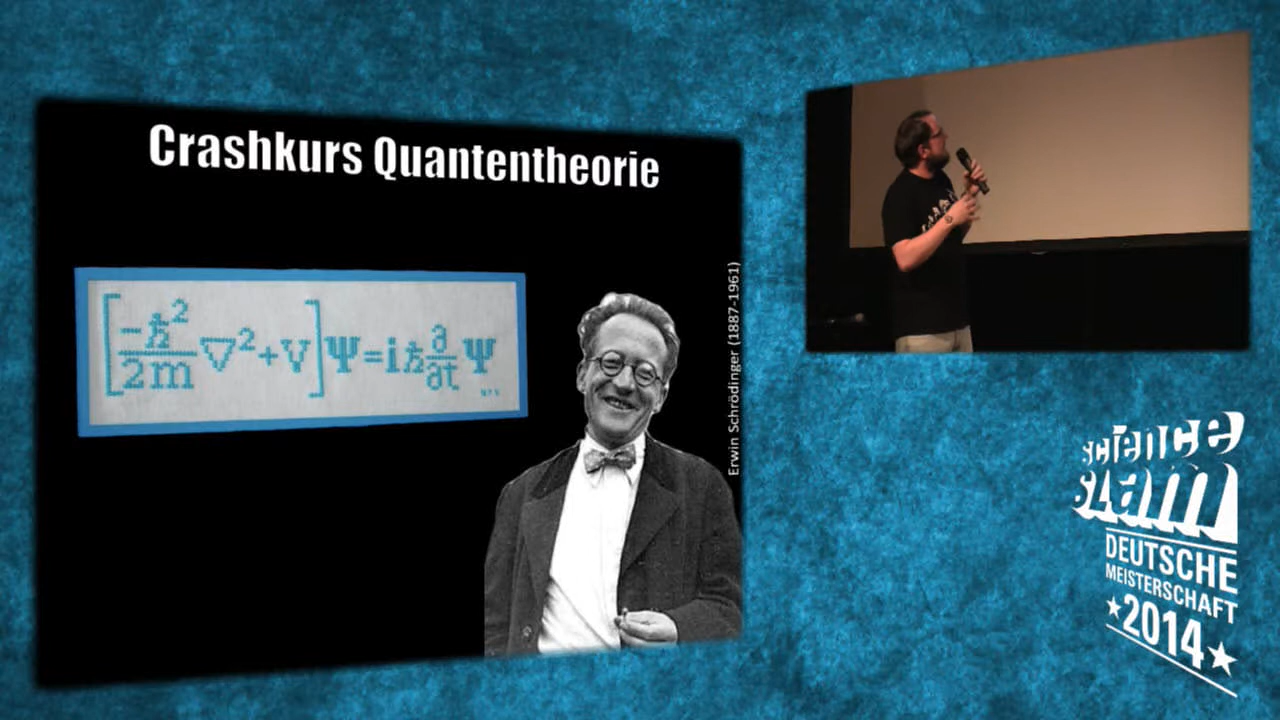 Crashkurs Quantentheorie
[-ℏ²/2m ∇²+V]Ψ=iℏ ∂/∂t Ψ
Erwin Schrödinger (1887-1961)
science
slam
DEUTSCHE
MEISTERSCHAFT
★2014★